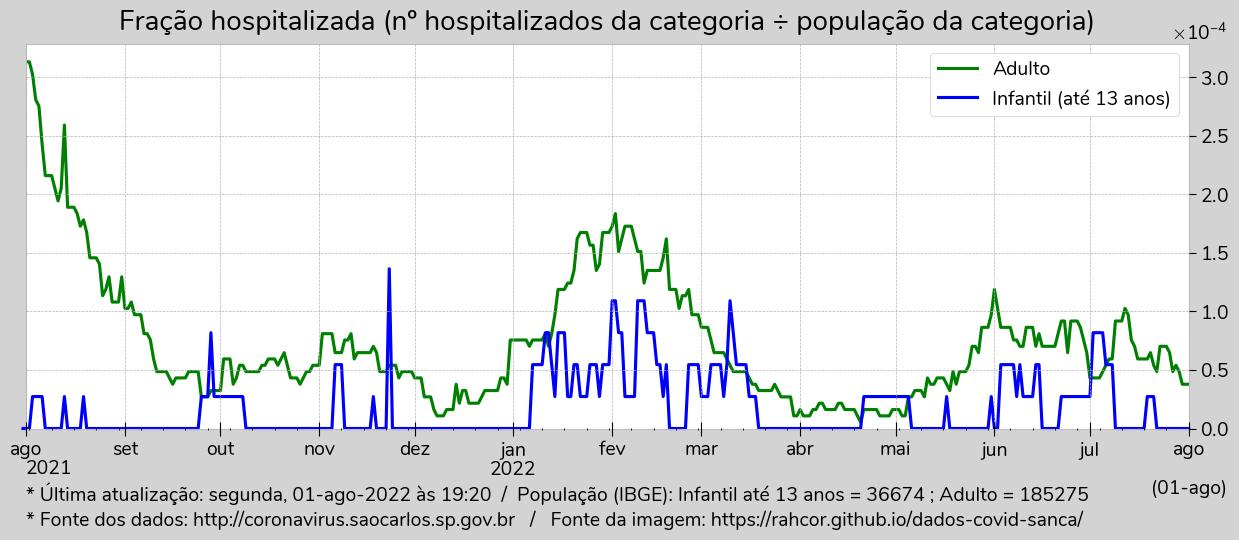 Fração hospitalizada (nº hospitalizados da categoria ÷ população da categoria)
×10⁻⁴
Adulto
Infantil (até 13 anos)
3.0
2.5
2.0
1.5
1.0
0.5
0.0
ago set out nov dez jan fev mar abr mai jun jul ago
2021 2022
(01-ago)
* Última atualização: segunda, 01-ago-2022 às 19:20 / População (IBGE): Infantil até 13 anos = 36674 ; Adulto = 185275
* Fonte dos dados: http://coronavirus.saocarlos.sp.gov.br / Fonte da imagem: https://rahcor.github.io/dados-covid-sanca/